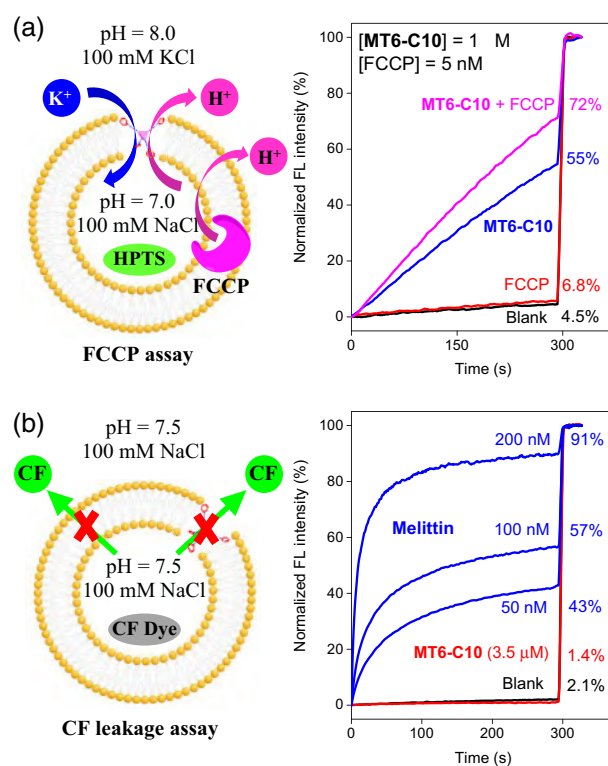 (a)
pH = 8.0
100 mM KCl
K⁺
H⁺
H⁺
pH = 7.0
100 mM NaCl
HPTS
FCCP
FCCP assay
Normalized FL intensity (%)
100
80
60
40
20
0
[MT6-C10] = 1 M
[FCCP] = 5 nM
MT6-C10 + FCCP 72%
55%
MT6-C10
FCCP 6.8%
Blank 4.5%
0 150 300
Time (s)
(b)
pH = 7.5
100 mM NaCl
CF
CF
pH = 7.5
100 mM NaCl
CF Dye
CF leakage assay
Normalized FL intensity (%)
100
80
60
40
20
0
200 nM 91%
Melittin
100 nM 57%
50 nM 43%
MT6-C10 (3.5 μM) 1.4%
Blank 2.1%
0 100 200 300
Time (s)